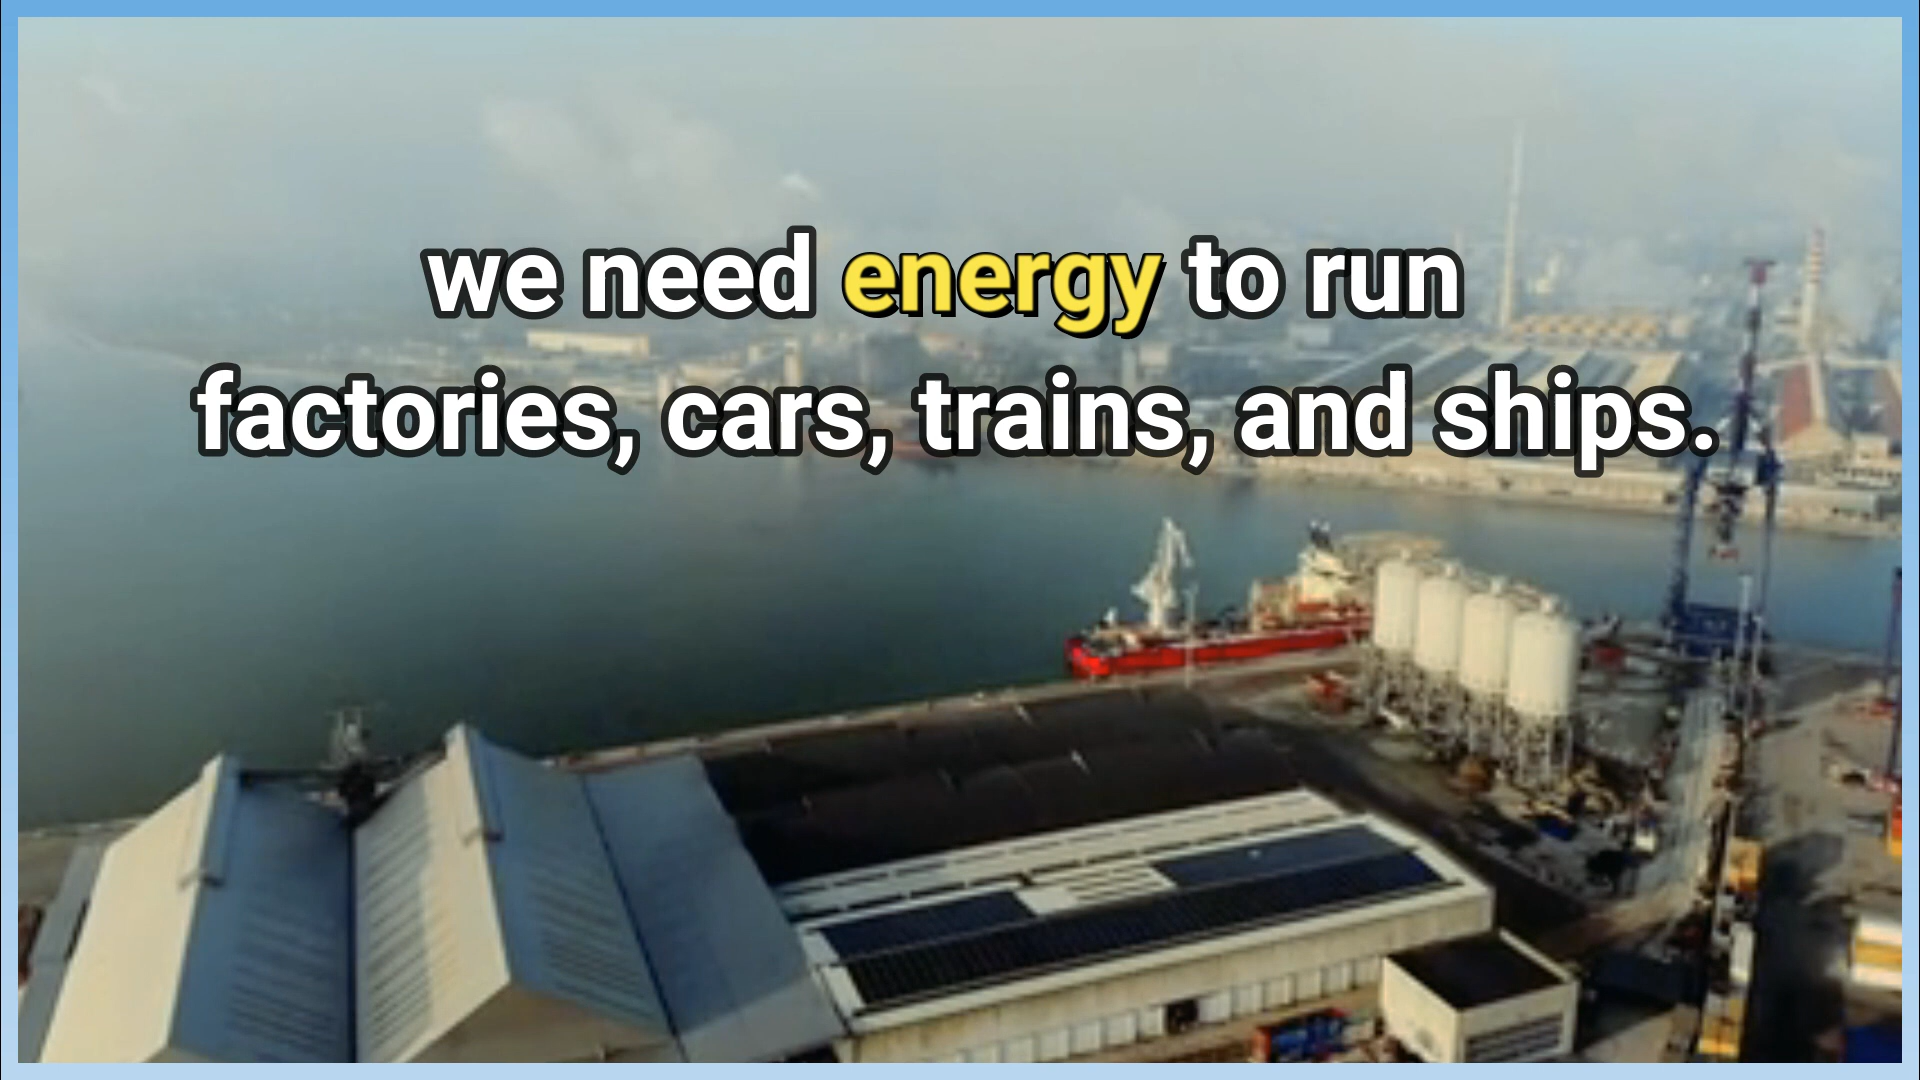 we need energy to run
factories, cars, trains, and ships.